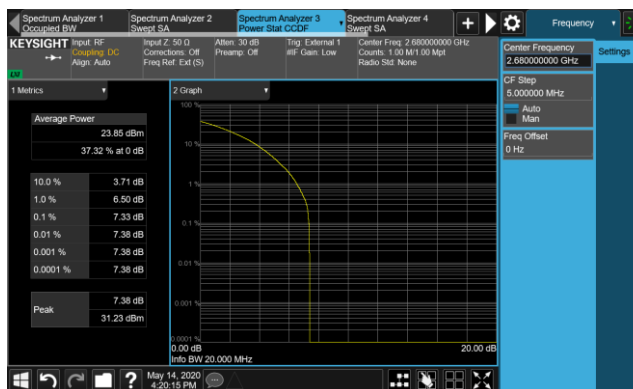 Spectrum Analyzer 1
Occupied BW
Spectrum Analyzer 2
Swept SA
Spectrum Analyzer 3
Power Stat CCDF
Spectrum Analyzer 4
Swept SA
Frequency
KEYSIGHT
Input: RF
Coupling: DC
Align: Auto
Input Z: 50 Ω
Corrections: Off
Freq Ref: Ext (S)
Atten: 30 dB
Preamp: Off
Trig: External 1
#IF Gain: Low
Center Freq: 2.680000000 GHz
Counts: 1.00 M/1.00 Mpt
Radio Std: None
Center Frequency
2.680000000 GHz
Settings
CF Step
5.000000 MHz
Auto
Man
Freq Offset
0 Hz
1 Metrics
Average Power
23.85 dBm
37.32 % at 0 dB
10.0 % 3.71 dB
1.0 % 6.50 dB
0.1 % 7.33 dB
0.01 % 7.38 dB
0.001 % 7.38 dB
0.0001 % 7.38 dB
Peak
7.38 dB
31.23 dBm
2 Graph
100 %
10 %
1 %
0.1 %
0.01 %
0.001 %
0.0001 %
0.00 dB
20.00 dB
Info BW 20.000 MHz
?
May 14, 2020
4:20:15 PM